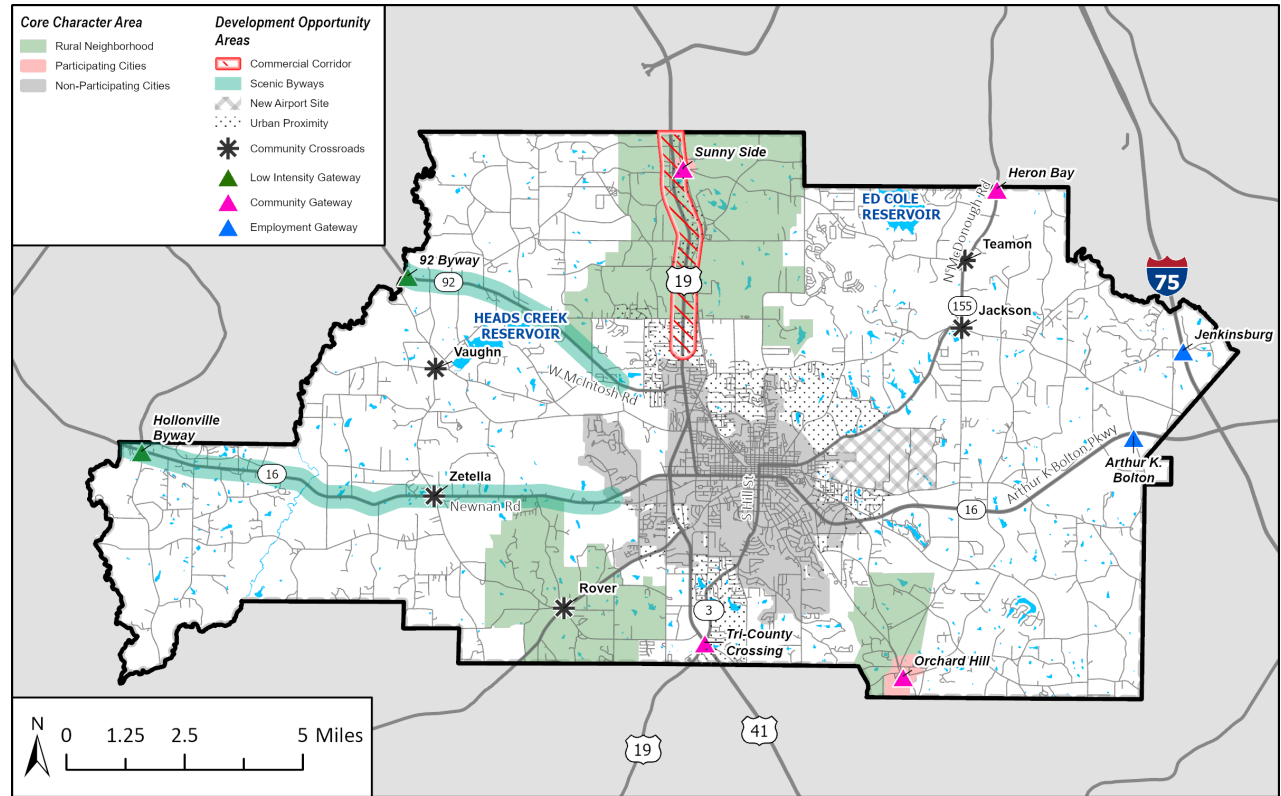 Core Character Area
Rural Neighborhood
Participating Cities
Non-Participating Cities
Development Opportunity
Areas
Commercial Corridor
Scenic Byways
New Airport Site
Urban Proximity
Community Crossroads
Low Intensity Gateway
Community Gateway
Employment Gateway
Sunny Side
Heron Bay
ED COLE
RESERVOIR
N McDonough Rd
Teamon
92 Byway
92
19
75
155
Jackson
HEADS CREEK
RESERVOIR
Jenkinsburg
Vaughn
W McIntosh Rd
Hollonville
Byway
16
Zetella
Newnan Rd
S Hill St
Arthur K Bolton Pkwy
Arthur K.
Bolton
16
Rover
3
Tri-County
Crossing
Orchard Hill
41
19
N
0
1.25
2.5
5 Miles